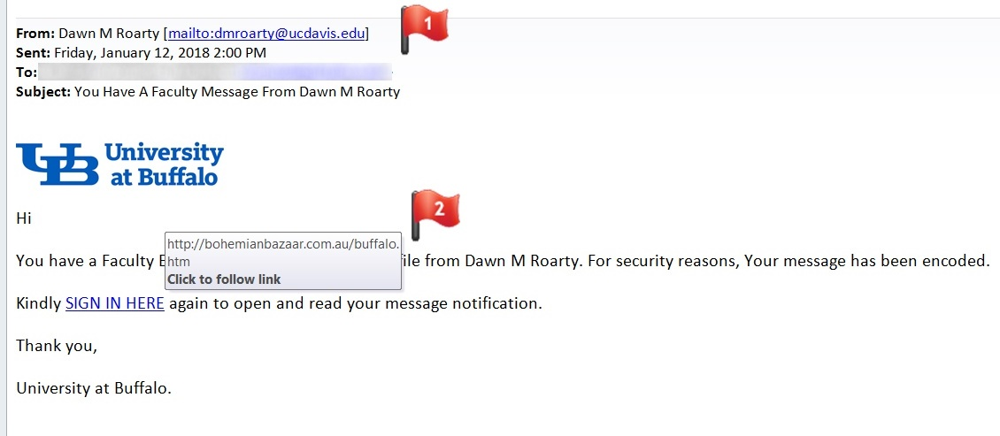 From: Dawn M Roarty [mailto:dmroarty@ucdavis.edu]
1
Sent: Friday, January 12, 2018 2:00 PM
To:
Subject: You Have A Faculty Message From Dawn M Roarty
UB University
at Buffalo
Hi
2
http://bohemianbazaar.com.au/buffalo.
htm
Click to follow link
You have a Faculty ile from Dawn M Roarty. For security reasons, Your message has been encoded.
Kindly SIGN IN HERE again to open and read your message notification.
Thank you,
University at Buffalo.